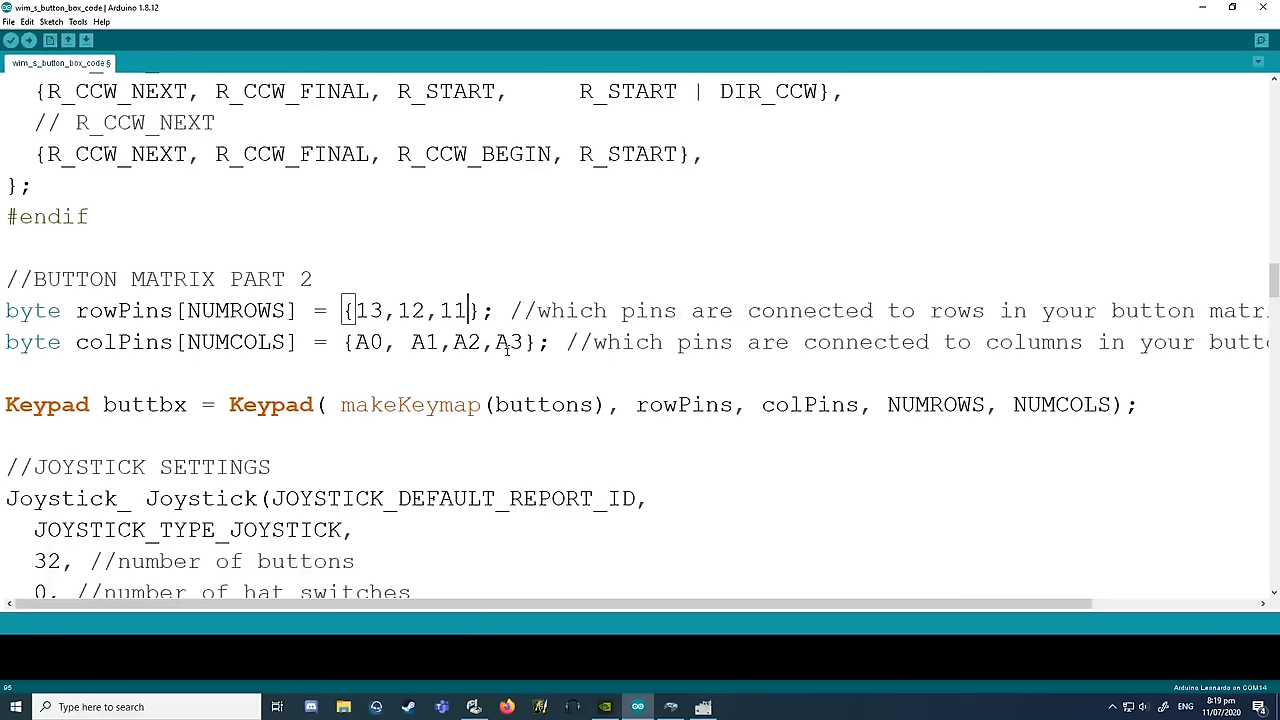 wim_s_button_box_code | Arduino 1.8.12
File Edit Sketch Tools Help
wim_s_button_box_code §
{R_CCW_NEXT, R_CCW_FINAL, R_START, R_START | DIR_CCW},
// R_CCW_NEXT
{R_CCW_NEXT, R_CCW_FINAL, R_CCW_BEGIN, R_START},
};
#endif
//BUTTON MATRIX PART 2
byte rowPins[NUMROWS] = {13,12,11}; //which pins are connected to rows in your button matri
byte colPins[NUMCOLS] = {A0, A1,A2,A3}; //which pins are connected to columns in your butto
Keypad buttbx = Keypad( makeKeymap(buttons), rowPins, colPins, NUMROWS, NUMCOLS);
//JOYSTICK SETTINGS
Joystick_ Joystick(JOYSTICK_DEFAULT_REPORT_ID,
JOYSTICK_TYPE_JOYSTICK,
32, //number of buttons
0, //number of hat switches
95
Arduino Leonardo on COM14
Type here to search
ENG
8:19 pm
11/07/2020